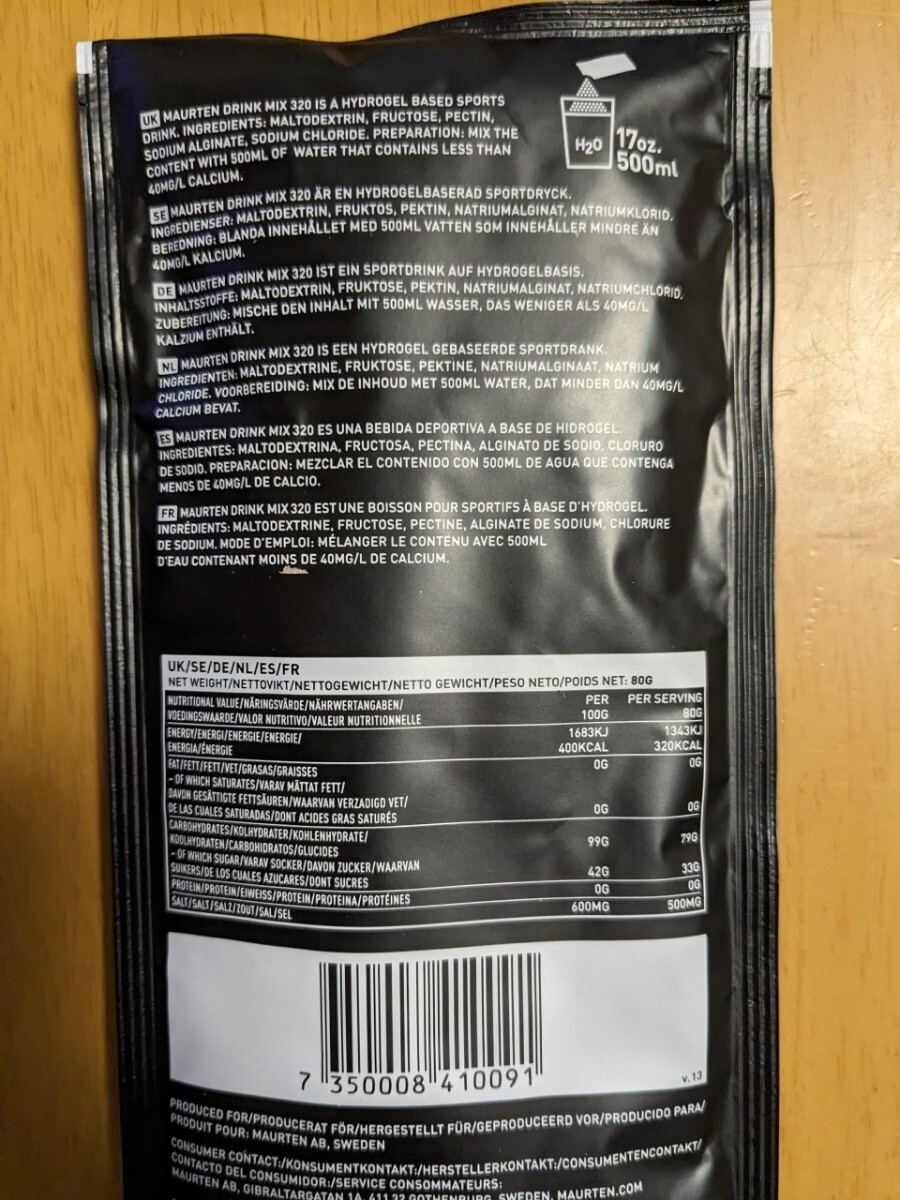 UK MAURTEN DRINK MIX 320 IS A HYDROGEL BASED SPORTS
DRINK. INGREDIENTS: MALTODEXTRIN, FRUCTOSE, PECTIN,
SODIUM ALGINATE, SODIUM CHLORIDE. PREPARATION: MIX THE
CONTENT WITH 500ML OF WATER THAT CONTAINS LESS THAN
40MG/L CALCIUM.
H2O
17oz.
500ml
SE MAURTEN DRINK MIX 320 ÄR EN HYDROGELBASERAD SPORTDRYCK.
INGREDIENSER: MALTODEXTRIN, FRUKTOS, PEKTIN, NATRIUMALGINAT, NATRIUMKLORID.
BEREDNING: BLANDA INNEHÅLLET MED 500ML VATTEN SOM INNEHÅLLER MINDRE ÄN
40MG/L KALCIUM.
DE MAURTEN DRINK MIX 320 IST EIN SPORTDRINK AUF HYDROGELBASIS.
INHALTSSTOFFE: MALTODEXTRIN, FRUKTOSE, PEKTIN, NATRIUMALGINAT, NATRIUMCHLORID.
ZUBEREITUNG: MISCHE DEN INHALT MIT 500ML WASSER, DAS WENIGER ALS 40MG/L
KALZIUM ENTHÄLT.
NL MAURTEN DRINK MIX 320 IS EEN HYDROGEL GEBASEERDE SPORTDRANK.
INGREDIENTEN: MALTODEXTRINE, FRUKTOSE, PEKTINE, NATRIUMALGINAAT, NATRIUM
CHLORIDE. VOORBEREIDING: MIX DE INHOUD MET 500ML WATER, DAT MINDER DAN 40MG/L
CALCIUM BEVAT.
ES MAURTEN DRINK MIX 320 ES UNA BEBIDA DEPORTIVA A BASE DE HIDROGEL.
INGREDIENTES: MALTODEXTRINA, FRUCTOSA, PECTINA, ALGINATO DE SODIO, CLORURO
DE SODIO. PREPARACION: MEZCLAR EL CONTENIDO CON 500ML DE AGUA QUE CONTENGA
MENOS DE 40MG/L DE CALCIO.
FR MAURTEN DRINK MIX 320 EST UNE BOISSON POUR SPORTIFS À BASE D'HYDROGEL.
INGRÉDIENTS: MALTODEXTRINE, FRUCTOSE, PECTINE, ALGINATE DE SODIUM, CHLORURE
DE SODIUM. MODE D'EMPLOI: MÉLANGER LE CONTENU AVEC 500ML
D'EAU CONTENANT MOINS DE 40MG/L DE CALCIUM.
UK/SE/DE/NL/ES/FR
NET WEIGHT/NETTOVIKT/NETTOGEWICHT/NETTO GEWICHT/PESO NETO/POIDS NET: 80G
NUTRITIONAL VALUE/NÄRINGSVÄRDE/NÄHRWERTANGABEN/ PER PER SERVING
VOEDINGSWAARDE/VALOR NUTRITIVO/VALEUR NUTRITIONNELLE 100G 80G
ENERGY/ENERGI/ENERGIE/ENERGIE/ 1683KJ 1343KJ
ENERGIA/ÉNERGIE 400KCAL 320KCAL
FAT/FETT/FETT/VET/GRASAS/GRAISSES 0G 0G
- OF WHICH SATURATES/VARAV MÄTTAT FETT/
DAVON GESÄTTIGTE FETTSÄUREN/WAARVAN VERZADIGD VET/
DE LAS CUALES SATURADAS/DONT ACIDES GRAS SATURÉS 0G 0G
CARBOHYDRATES/KOLHYDRATER/KOHLENHYDRATE/
KOOLHYDRATEN/CARBOHIDRATOS/GLUCIDES 99G 79G
- OF WHICH SUGAR/VARAV SOCKER/DAVON ZUCKER/WAARVAN
SUIKERS/DE LOS CUALES AZUCARES/DONT SUCRES 42G 33G
PROTEIN/PROTEIN/EIWEISS/PROTEIN/PROTEINA/PROTÉINES 0G 0G
SALT/SALT/SALZ/ZOUT/SAL/SEL 600MG 500MG
7 350008 410091
V.13
PRODUCED FOR/PRODUCERAT FÖR/HERGESTELLT FÜR/GEPRODUCEERD VOOR/PRODUCIDO PARA/
PRODUIT POUR: MAURTEN AB, SWEDEN
CONSUMER CONTACT:/KONSUMENTKONTAKT:/HERSTELLERKONTAKT:/CONSUMENTENCONTAKT/
CONTACTO DEL CONSUMIDOR:/SERVICE CONSOMMATEURS:
MAURTEN AB, GIBRALTARGATAN 1A, 411 32 GOTHENBURG, SWEDEN, MAURTEN.COM